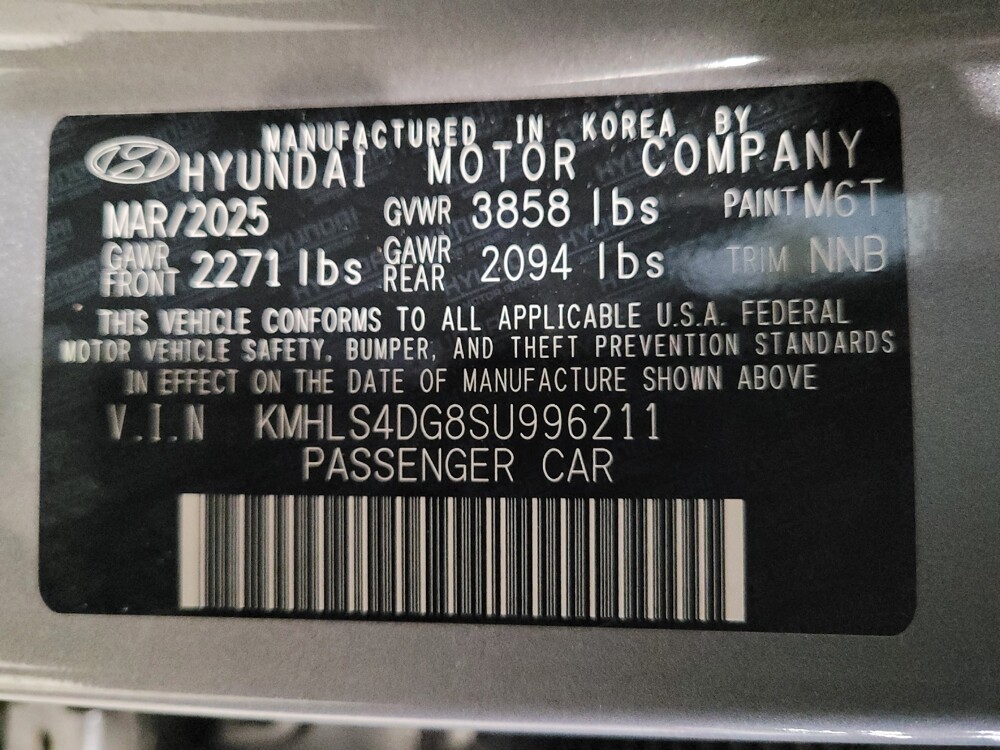 MANUFACTURED IN KOREA BY
HYUNDAI MOTOR COMPANY
MAR/2025 GVWR 3858 lbs PAINT M6T
GAWR FRONT 2271 lbs GAWR REAR 2094 lbs TRIM NNB
THIS VEHICLE CONFORMS TO ALL APPLICABLE U.S.A. FEDERAL
MOTOR VEHICLE SAFETY, BUMPER, AND THEFT PREVENTION STANDARDS
IN EFFECT ON THE DATE OF MANUFACTURE SHOWN ABOVE
V.I.N KMHLS4DG8SU996211
PASSENGER CAR